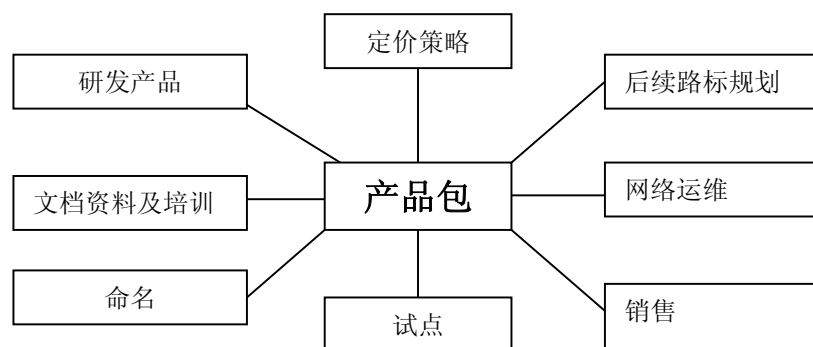 定价策略
研发产品
后续路标规划
产品包
文档资料及培训
网络运维
命名
试点
销售